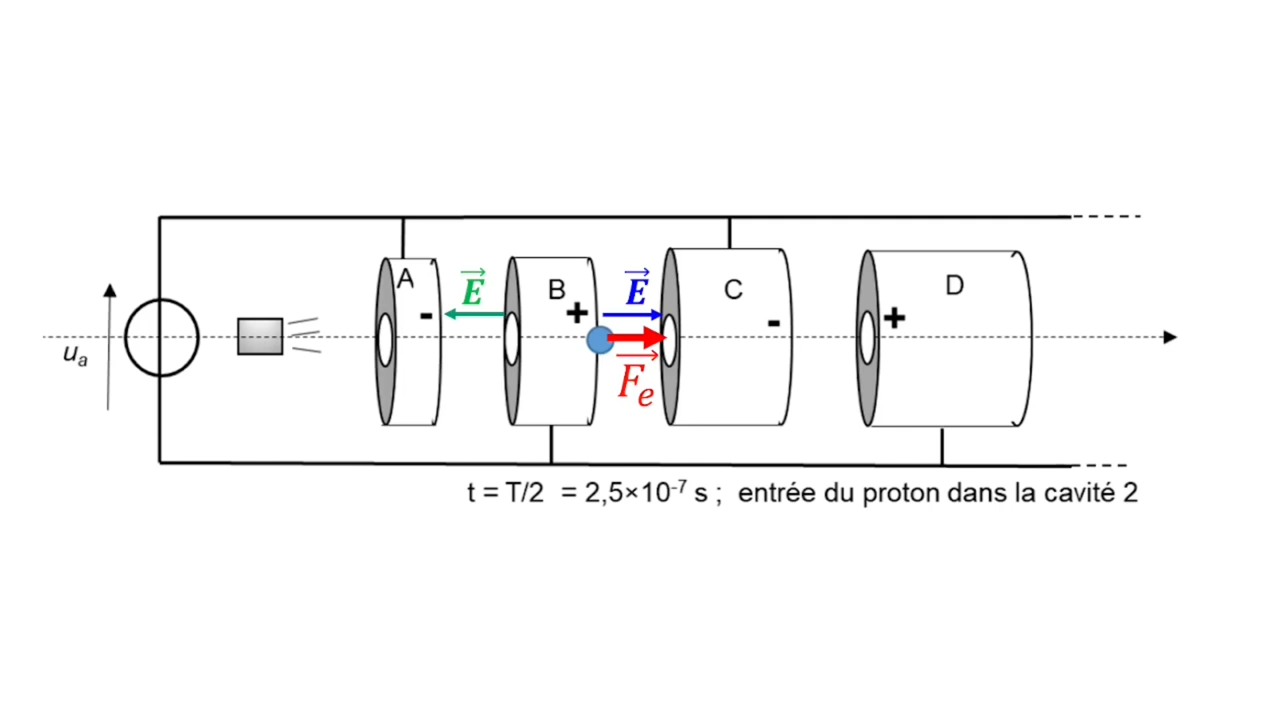 A
B
C
D
E
E
-
+
-
+
u_a
F_e
t = T/2 = 2,5×10⁻⁷ s ; entrée du proton dans la cavité 2